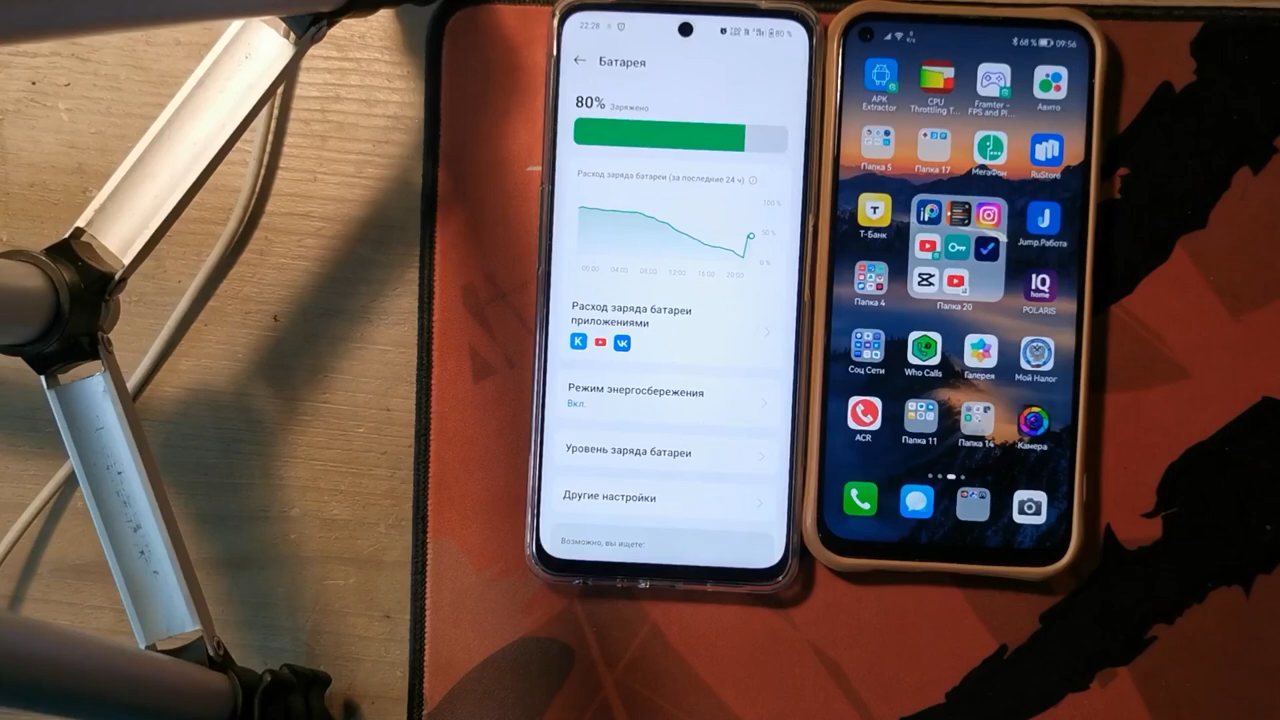 22:28
80 %
Батарея
80% Заряжено
Расход заряда батареи (за последние 24 ч)
100 %
50 %
0 %
00:00 04:00 08:00 12:00 16:00 20:00
Расход заряда батареи
приложениями
K
VK
Режим энергосбережения
Вкл.
Уровень заряда батареи
Другие настройки
Возможно, вы ищете:
68 % 09:56
APK
Extractor
CPU
Throttling T...
Framter -
FPS and Pi...
Авито
Папка 5
Папка 17
МегаФон
RuStore
Т-Банк
Папка 20
J
Jump.Работа
Папка 4
IQ
home
POLARIS
Соц Сети
Who Calls
Галерея
Мой Налог
ACR
Папка 11
Папка 14
Камера